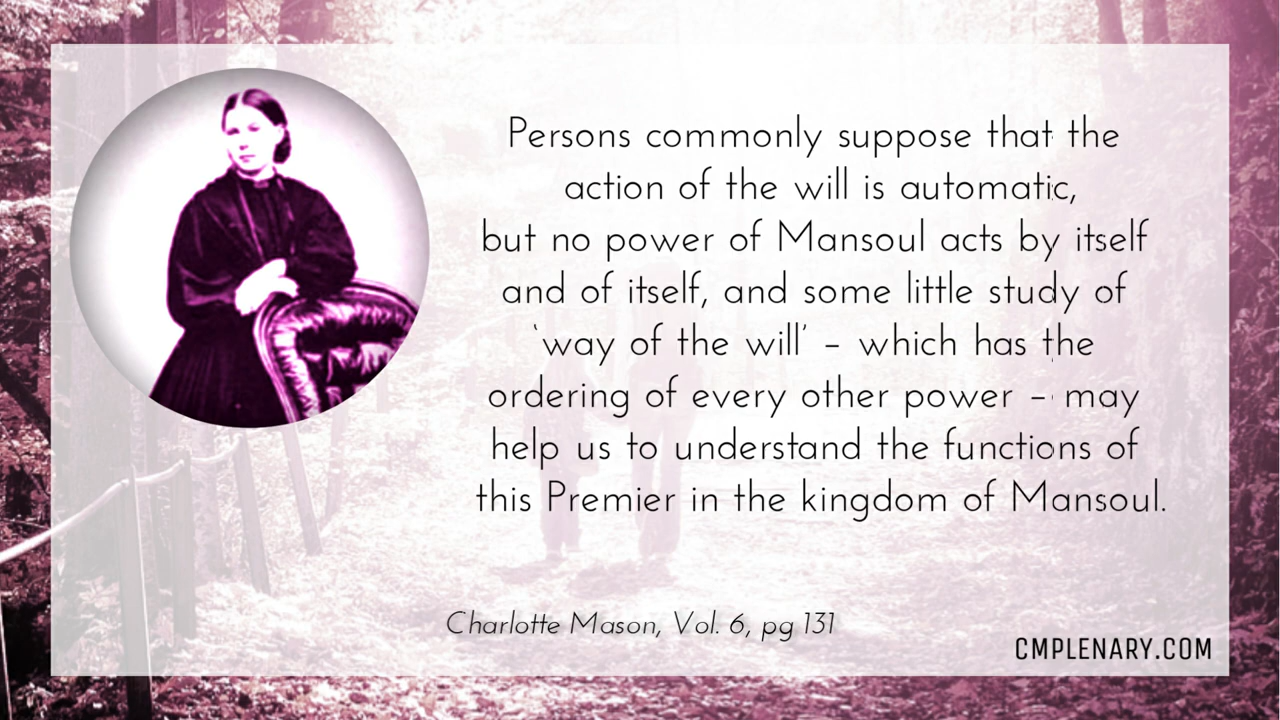 Persons commonly suppose that the
action of the will is automatic,
but no power of Mansoul acts by itself
and of itself, and some little study of
‘way of the will’ – which has the
ordering of every other power – may
help us to understand the functions of
this Premier in the kingdom of Mansoul.
Charlotte Mason, Vol. 6, pg 131
CMPLENARY.COM